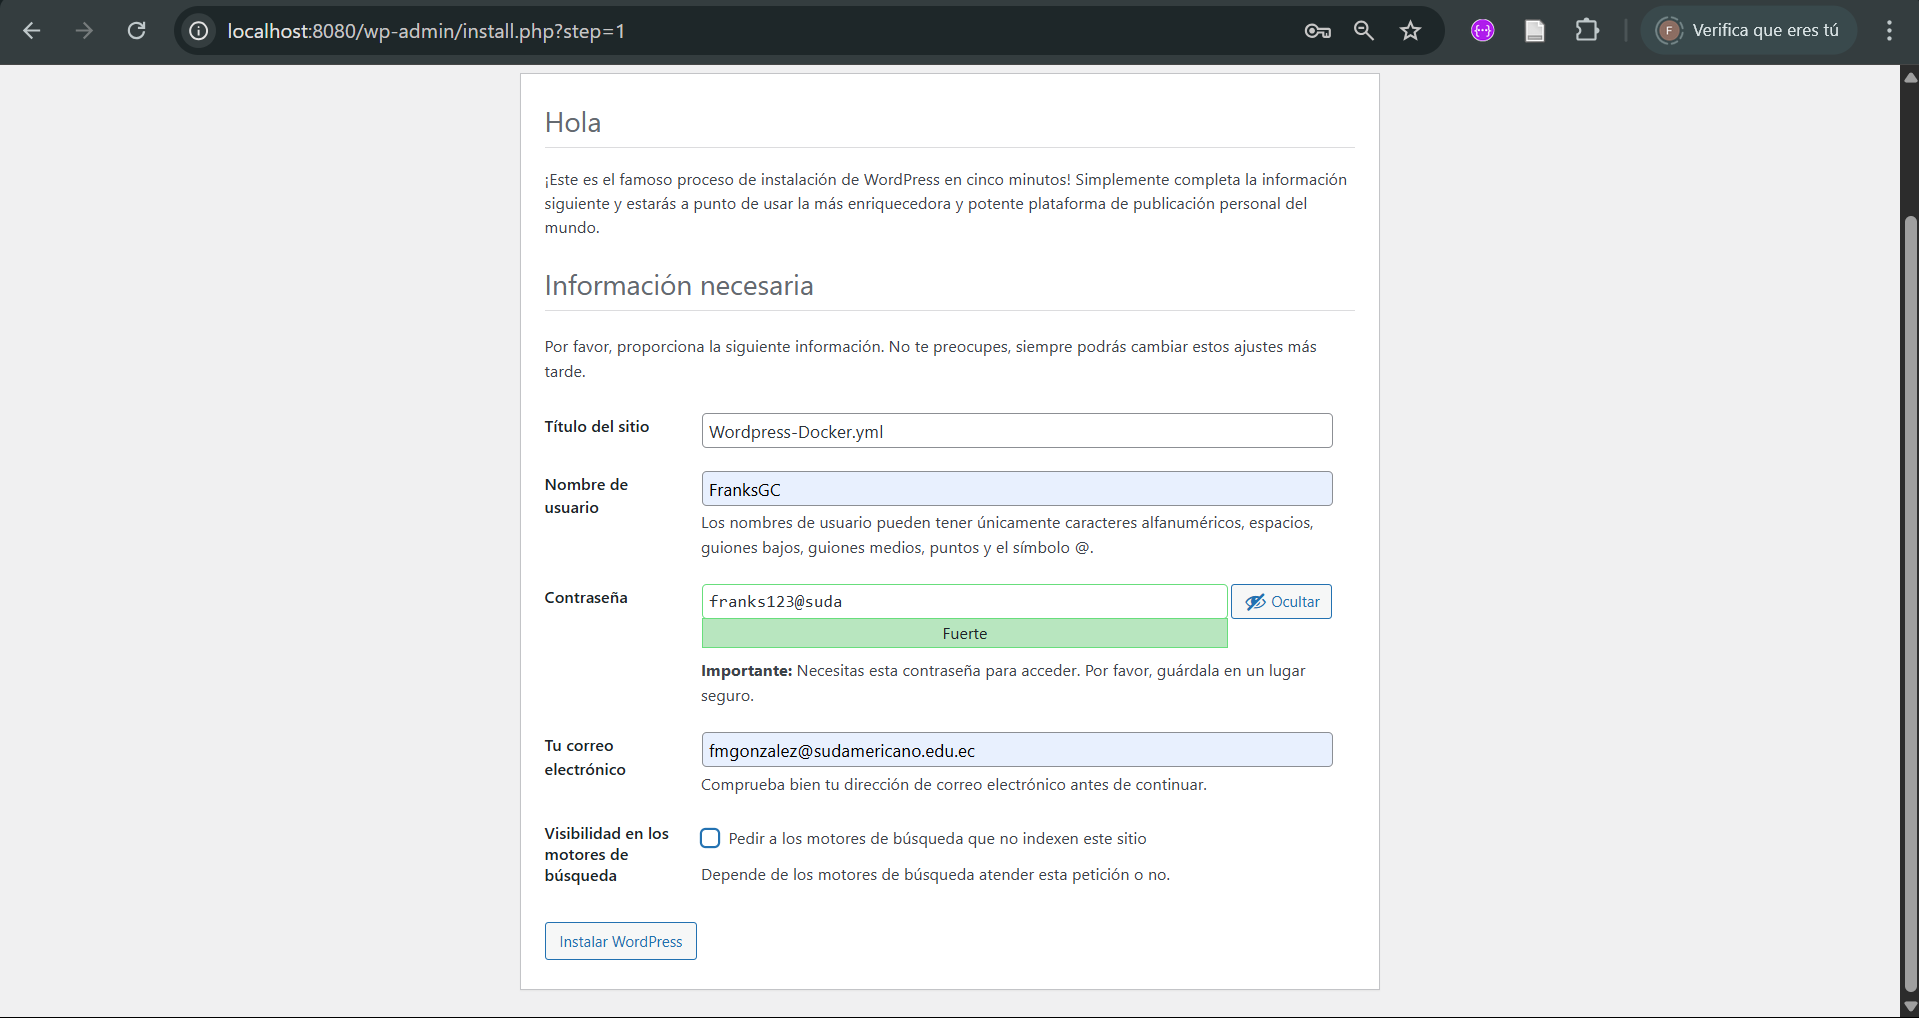 localhost:8080/wp-admin/install.php?step=1
F
Verifica que eres tú
Hola
¡Este es el famoso proceso de instalación de WordPress en cinco minutos! Simplemente completa la información
siguiente y estarás a punto de usar la más enriquecedora y potente plataforma de publicación personal del
mundo.
Información necesaria
Por favor, proporciona la siguiente información. No te preocupes, siempre podrás cambiar estos ajustes más
tarde.
Título del sitio
Wordpress-Docker.yml
Nombre de
usuario
FranksGC
Los nombres de usuario pueden tener únicamente caracteres alfanuméricos, espacios,
guiones bajos, guiones medios, puntos y el símbolo @.
Contraseña
franks123@suda
Ocultar
Fuerte
Importante: Necesitas esta contraseña para acceder. Por favor, guárdala en un lugar
seguro.
Tu correo
electrónico
fmgonzalez@sudamericano.edu.ec
Comprueba bien tu dirección de correo electrónico antes de continuar.
Visibilidad en los
motores de
búsqueda
Pedir a los motores de búsqueda que no indexen este sitio
Depende de los motores de búsqueda atender esta petición o no.
Instalar WordPress